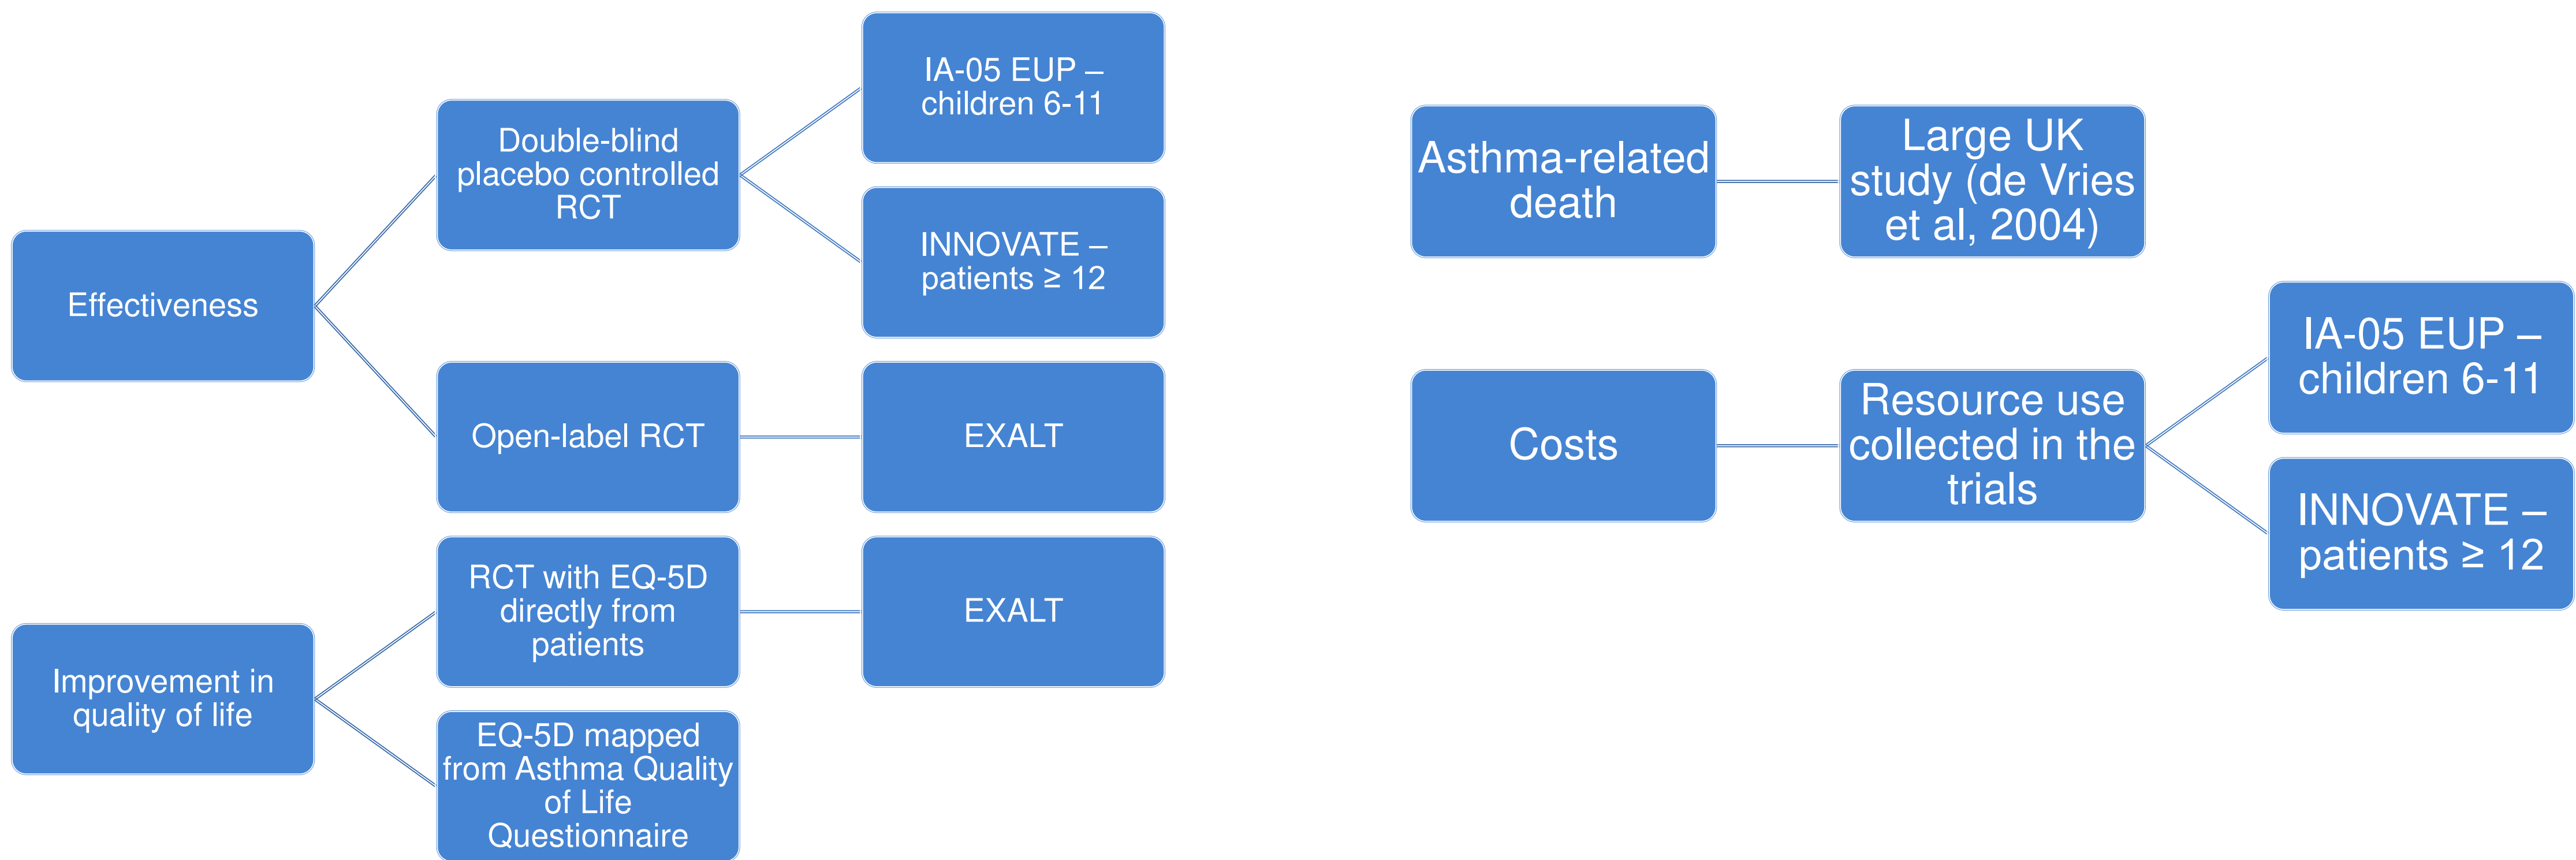 Effectiveness
Double-blind
placebo controlled
RCT
IA-05 EUP –
children 6-11
INNOVATE –
patients ≥ 12
Open-label RCT
EXALT
Improvement in
quality of life
RCT with EQ-5D
directly from
patients
EXALT
EQ-5D mapped
from Asthma Quality
of Life
Questionnaire
Asthma-related
death
Large UK
study (de Vries
et al, 2004)
Costs
Resource use
collected in the
trials
IA-05 EUP –
children 6-11
INNOVATE –
patients ≥ 12